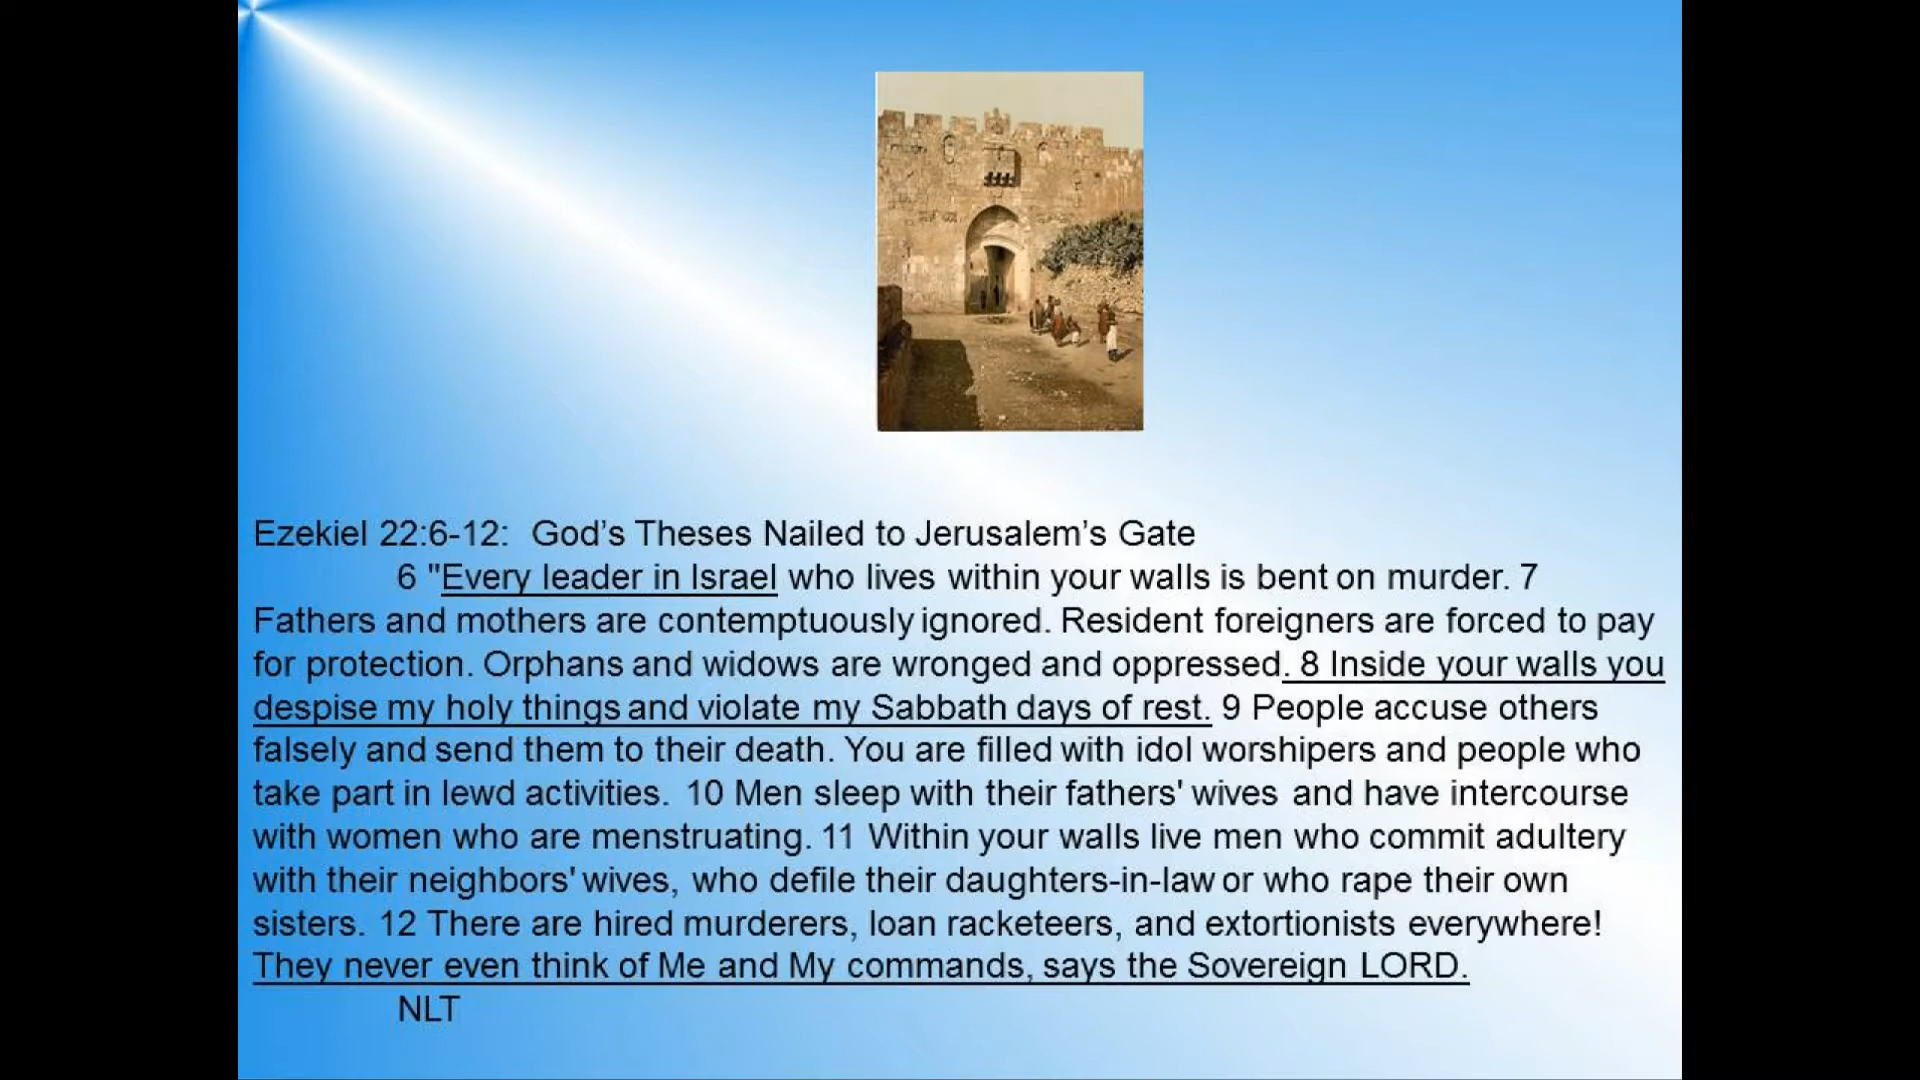 Ezekiel 22:6-12:  God’s Theses Nailed to Jerusalem’s Gate
6 "Every leader in Israel who lives within your walls is bent on murder. 7
Fathers and mothers are contemptuously ignored. Resident foreigners are forced to pay
for protection. Orphans and widows are wronged and oppressed. 8 Inside your walls you
despise my holy things and violate my Sabbath days of rest. 9 People accuse others
falsely and send them to their death. You are filled with idol worshipers and people who
take part in lewd activities.  10 Men sleep with their fathers' wives and have intercourse
with women who are menstruating. 11 Within your walls live men who commit adultery
with their neighbors' wives, who defile their daughters-in-law or who rape their own
sisters.  12 There are hired murderers, loan racketeers, and extortionists everywhere!
They never even think of Me and My commands, says the Sovereign LORD.
NLT